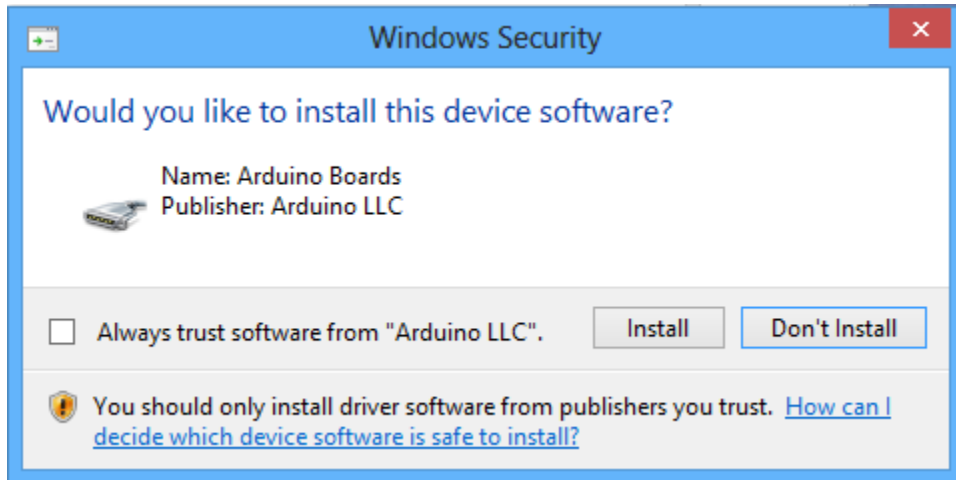 Windows Security
Would you like to install this device software?
Name: Arduino Boards
Publisher: Arduino LLC
Always trust software from "Arduino LLC".
Install
Don't Install
You should only install driver software from publishers you trust. How can I
decide which device software is safe to install?